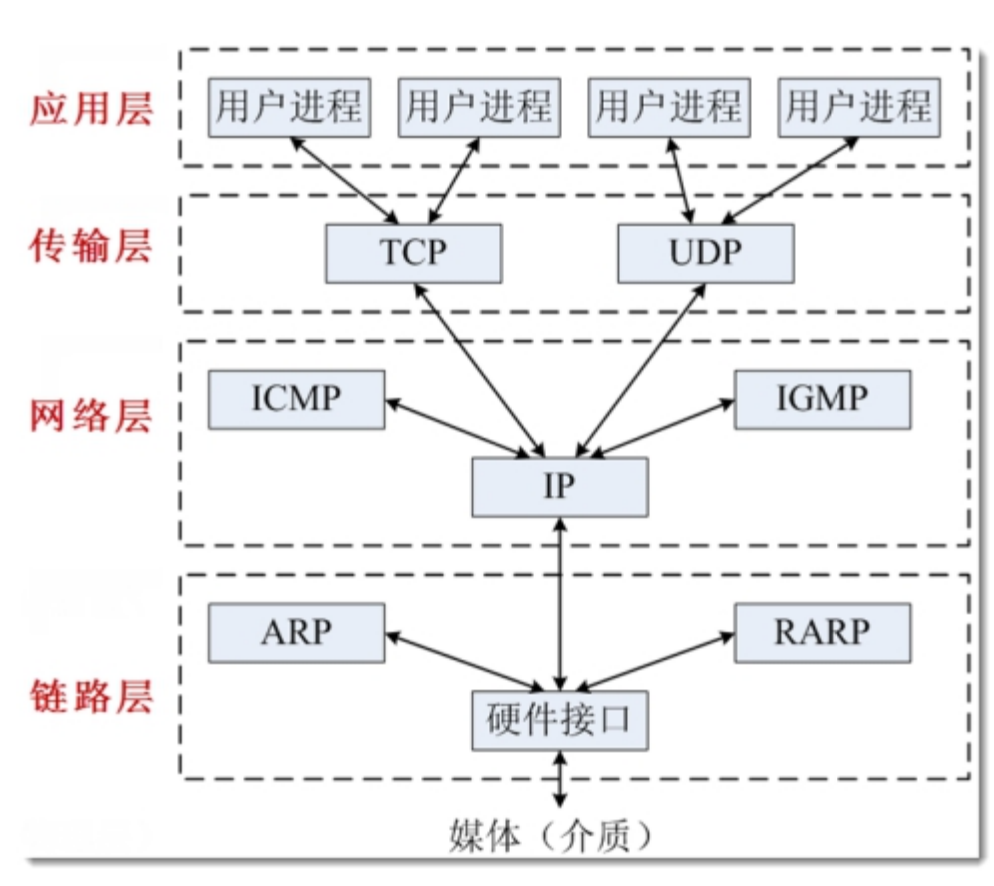 应用层
用户进程 用户进程 用户进程 用户进程
传输层
TCP UDP
网络层
ICMP IGMP
IP
链路层
ARP RARP
硬件接口
媒体（介质）